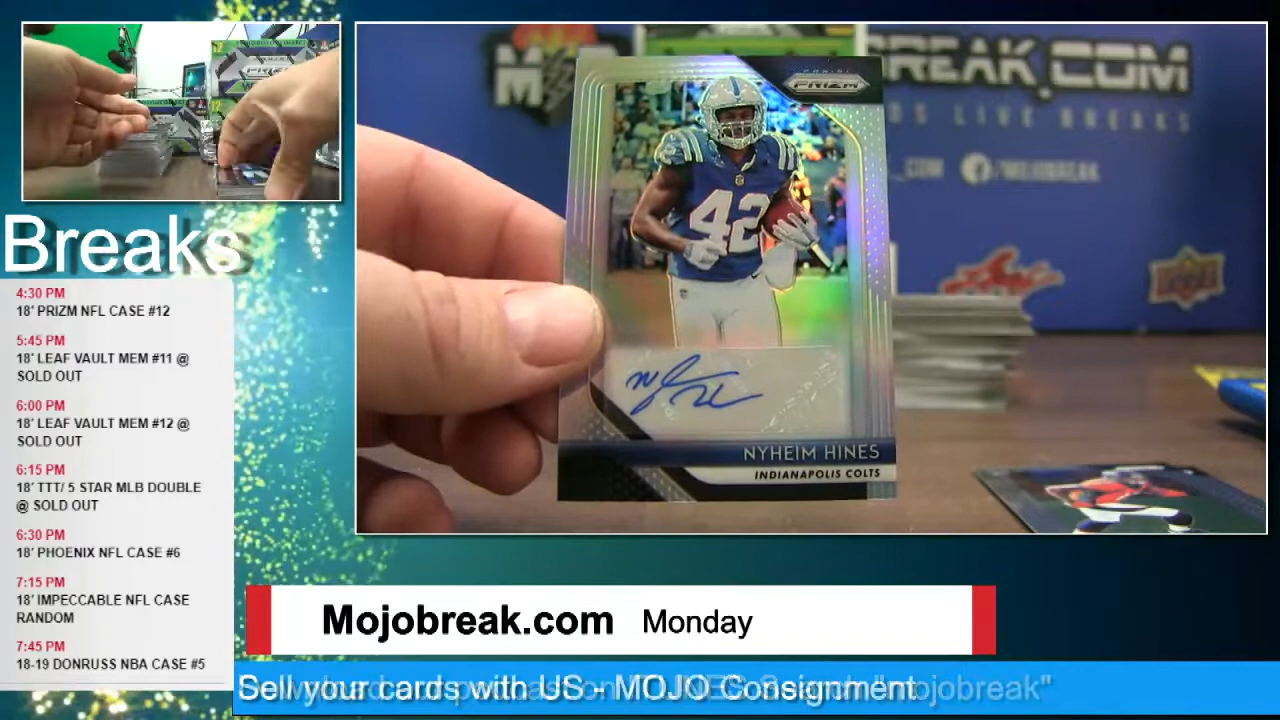 Breaks
4:30 PM
18' PRIZM NFL CASE #12
5:45 PM
18' LEAF VAULT MEM #11 @
SOLD OUT
6:00 PM
18' LEAF VAULT MEM #12 @
SOLD OUT
6:15 PM
18' TTT/ 5 STAR MLB DOUBLE
@ SOLD OUT
6:30 PM
18' PHOENIX NFL CASE #6
7:15 PM
18' IMPECCABLE NFL CASE
RANDOM
7:45 PM
18-19 DONRUSS NBA CASE #5
PRIZM
BREAK.COM
LIVE BREAKS
/MOJOBREAK
PANINI
PRIZM
42
NYHEIM HINES
INDIANAPOLIS COLTS
Mojobreak.com Monday
Sell your cards with US - MOJO Consignment
mojobreak"